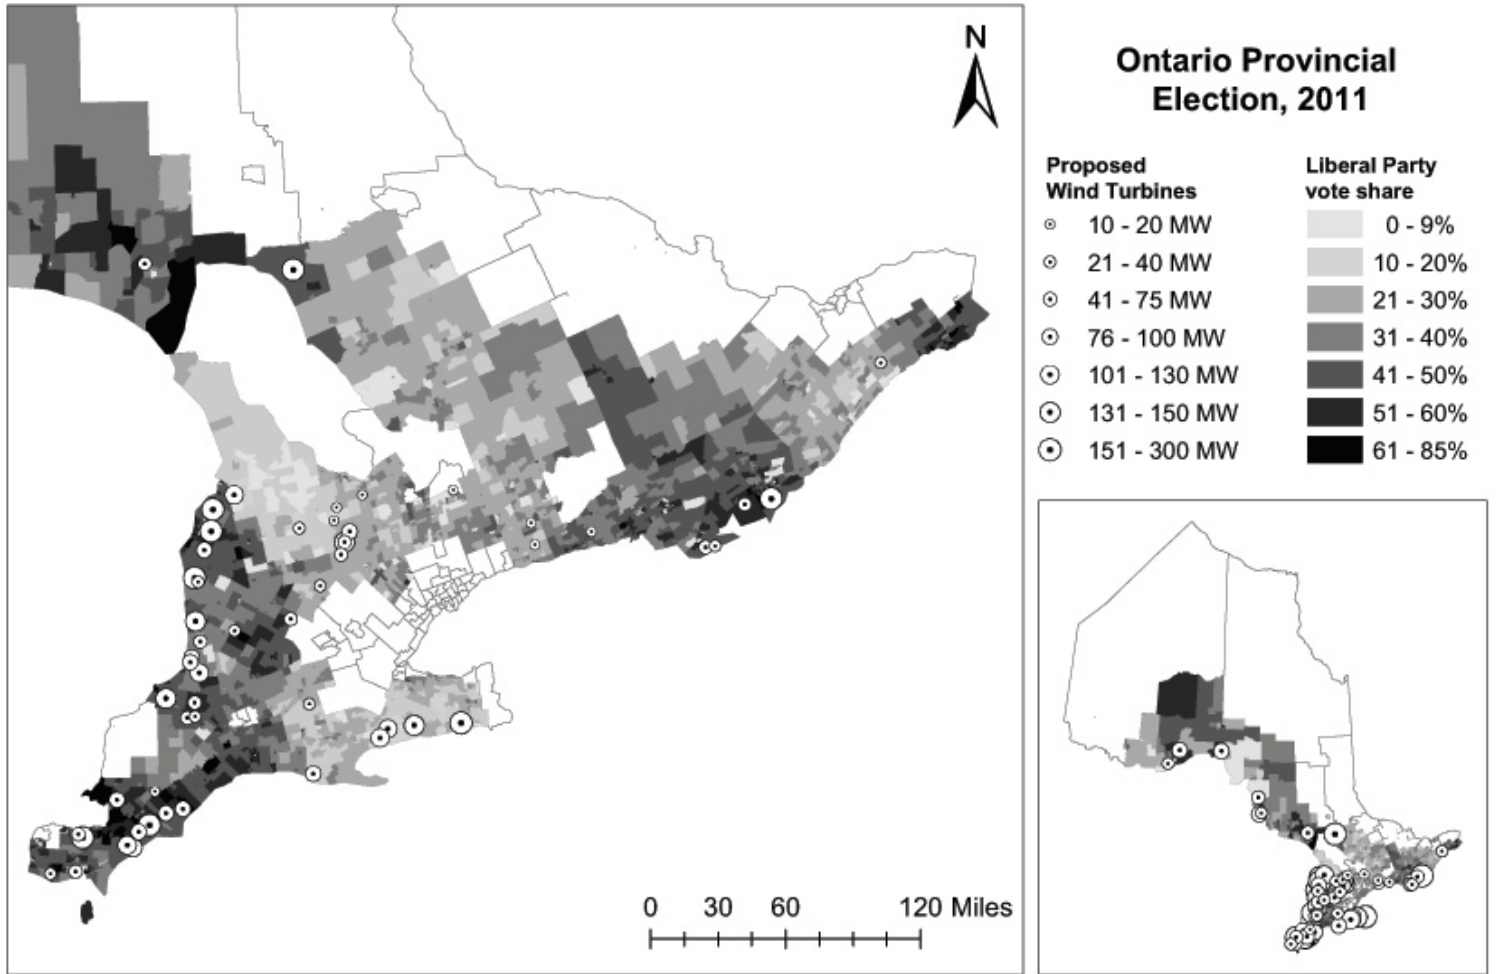 N
Ontario Provincial
Election, 2011
Proposed
Wind Turbines
10 - 20 MW
21 - 40 MW
41 - 75 MW
76 - 100 MW
101 - 130 MW
131 - 150 MW
151 - 300 MW
Liberal Party
vote share
0 - 9%
10 - 20%
21 - 30%
31 - 40%
41 - 50%
51 - 60%
61 - 85%
0 30 60 120 Miles